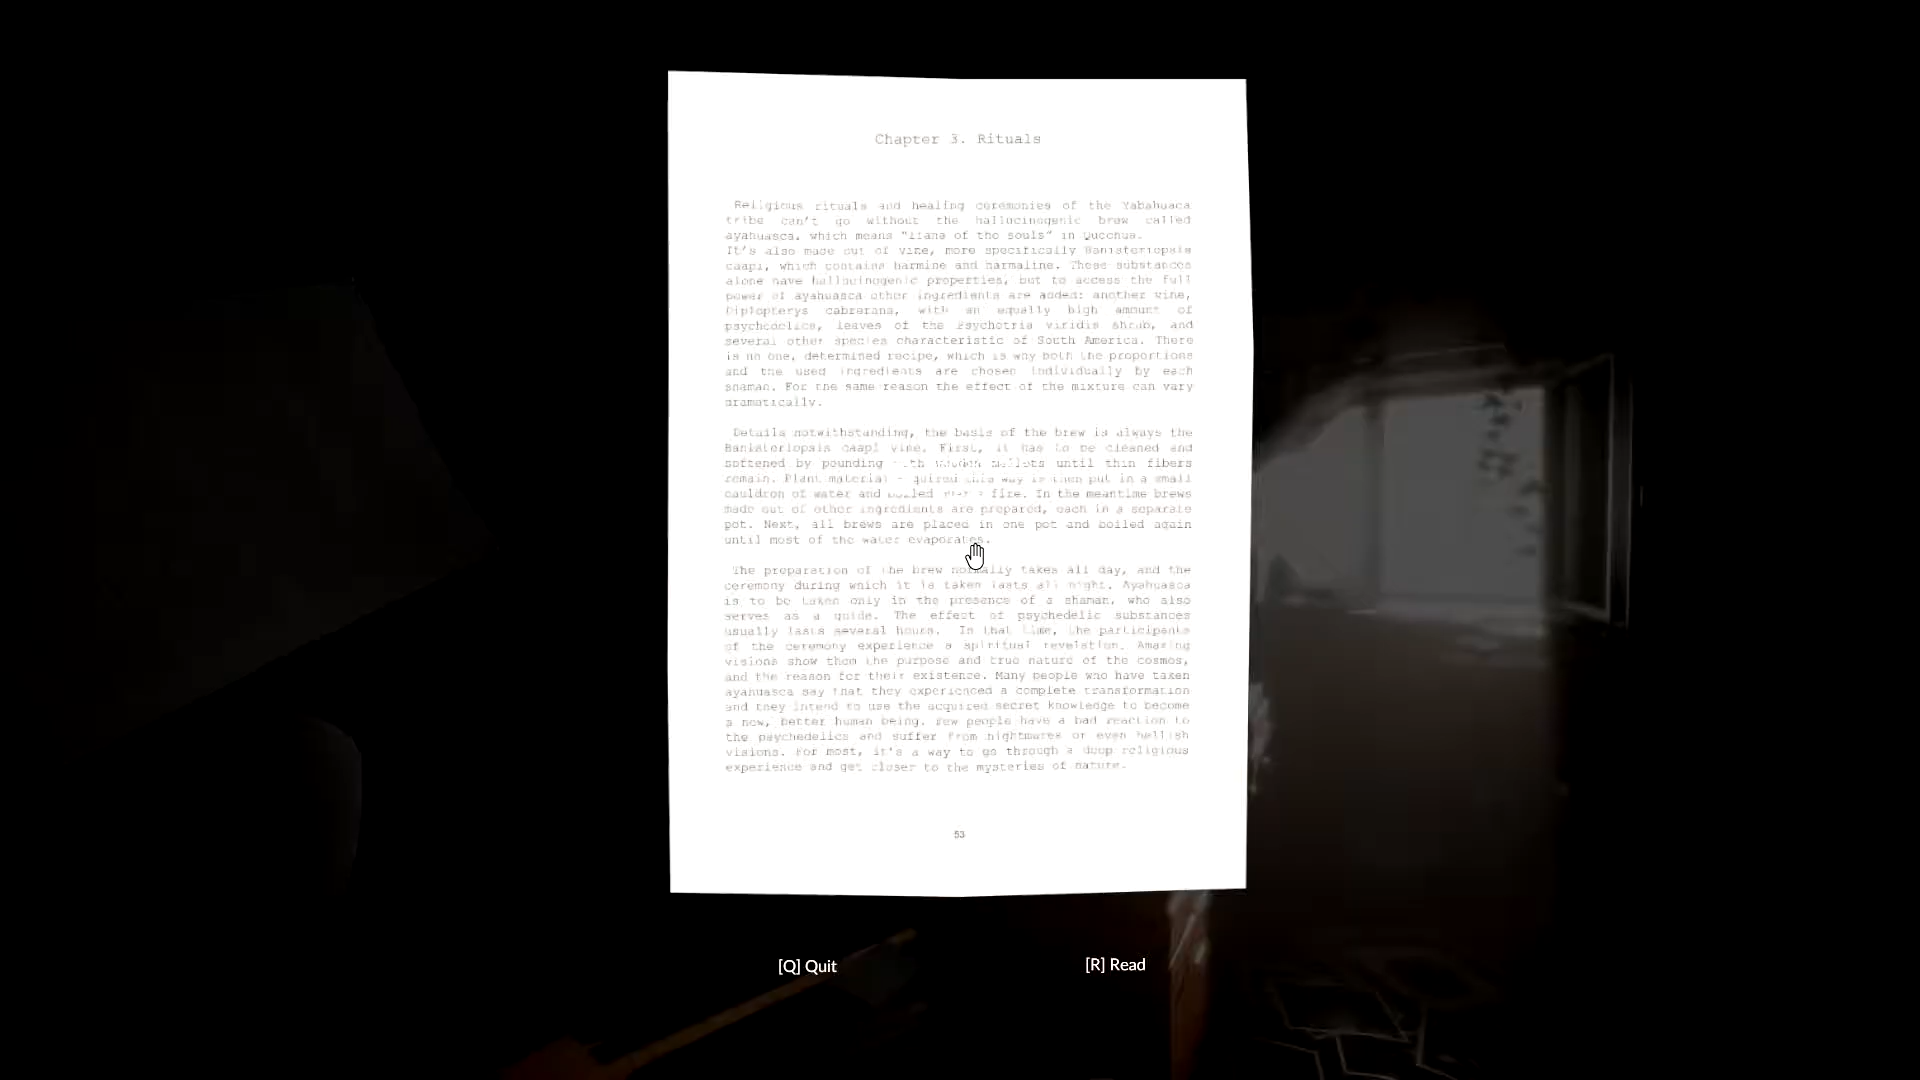 Chapter 3. Rituals
Religious rituals and healing ceremonies of the Yabahuaca
tribe can't go without the hallucinogenic brew called
ayahuasca, which means "liana of the souls" in Quechua.
It's also made out of vine, more specifically Banisteriopsis
caapi, which contains harmine and harmaline. These substances
alone have hallucinogenic properties, but to access the full
power of ayahuasca other ingredients are added: another vine,
Diplopterys cabrerana, with an equally high amount of
psychedelics, leaves of the Psychotria viridis shrub, and
several other species characteristic of South America. There
is no one, determined recipe, which is why both the proportions
and the used ingredients are chosen individually by each
shaman. For the same reason the effect of the mixture can vary
dramatically.
Details notwithstanding, the basis of the brew is always the
Banisteriopsis caapi vine. First, it has to be cleaned and
softened by pounding with wooden mallets until thin fibers
remain. Plant material this way is then put in a small
cauldron of water and boiled fire. In the meantime brews
made out of other ingredients are prepared, each in a separate
pot. Next, all brews are placed in one pot and boiled again
until most of the water evaporates.
The preparation of the brew normally takes all day, and the
ceremony during which it is taken lasts all night. Ayahuasca
is to be taken only in the presence of a shaman, who also
serves as a guide. The effect of psychedelic substances
usually lasts several hours. In that time, the participants
of the ceremony experience a spiritual revelation. Amazing
visions show them the purpose and true nature of the cosmos,
and the reason for their existence. Many people who have taken
ayahuasca say that they experienced a complete transformation
and they intend to use the acquired secret knowledge to become
a new, better human being. Few people have a bad reaction to
the psychedelics and suffer from nightmares or even hellish
visions. For most, it's a way to go through a deep religious
experience and get closer to the mysteries of nature.
53
[Q] Quit
[R] Read